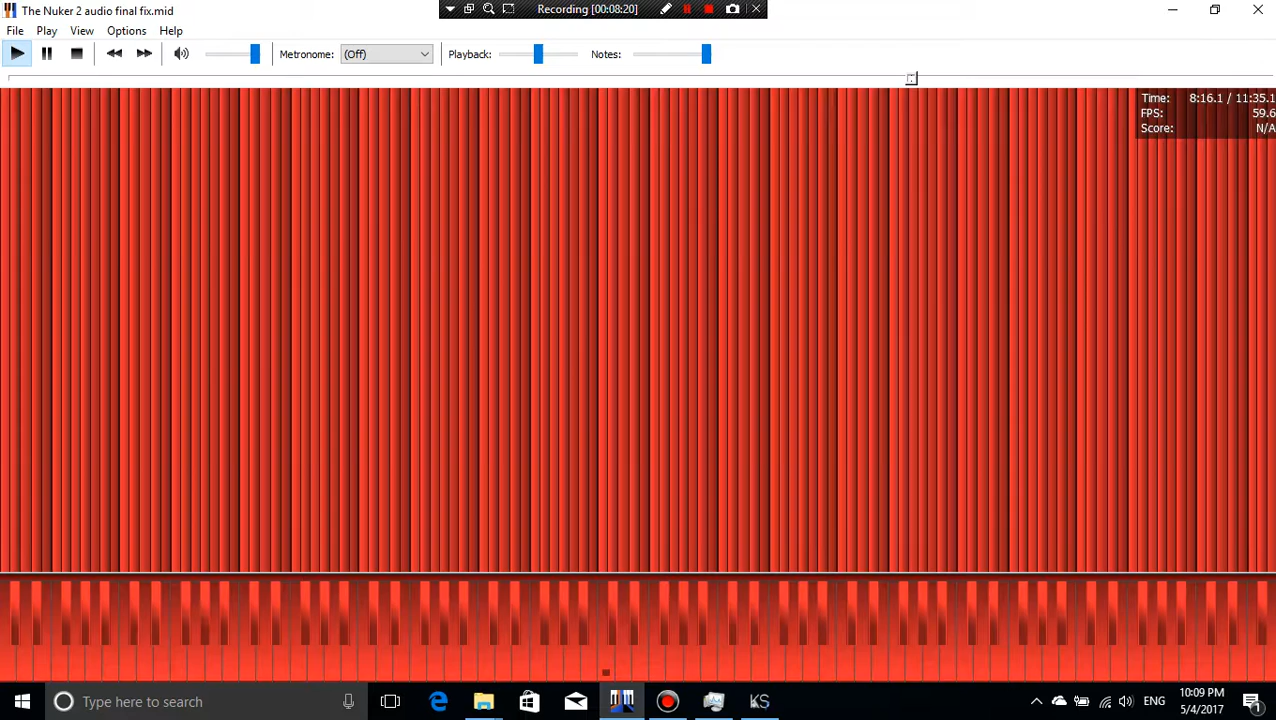 The Nuker 2 audio final fix.mid
Recording [00:08:20]
File Play View Options Help
Metronome: (Off) Playback: Notes:
Time: 8:16.1 / 11:35.1
FPS: 59.6
Score: N/A
Type here to search
KS
ENG
10:09 PM
5/4/2017
1